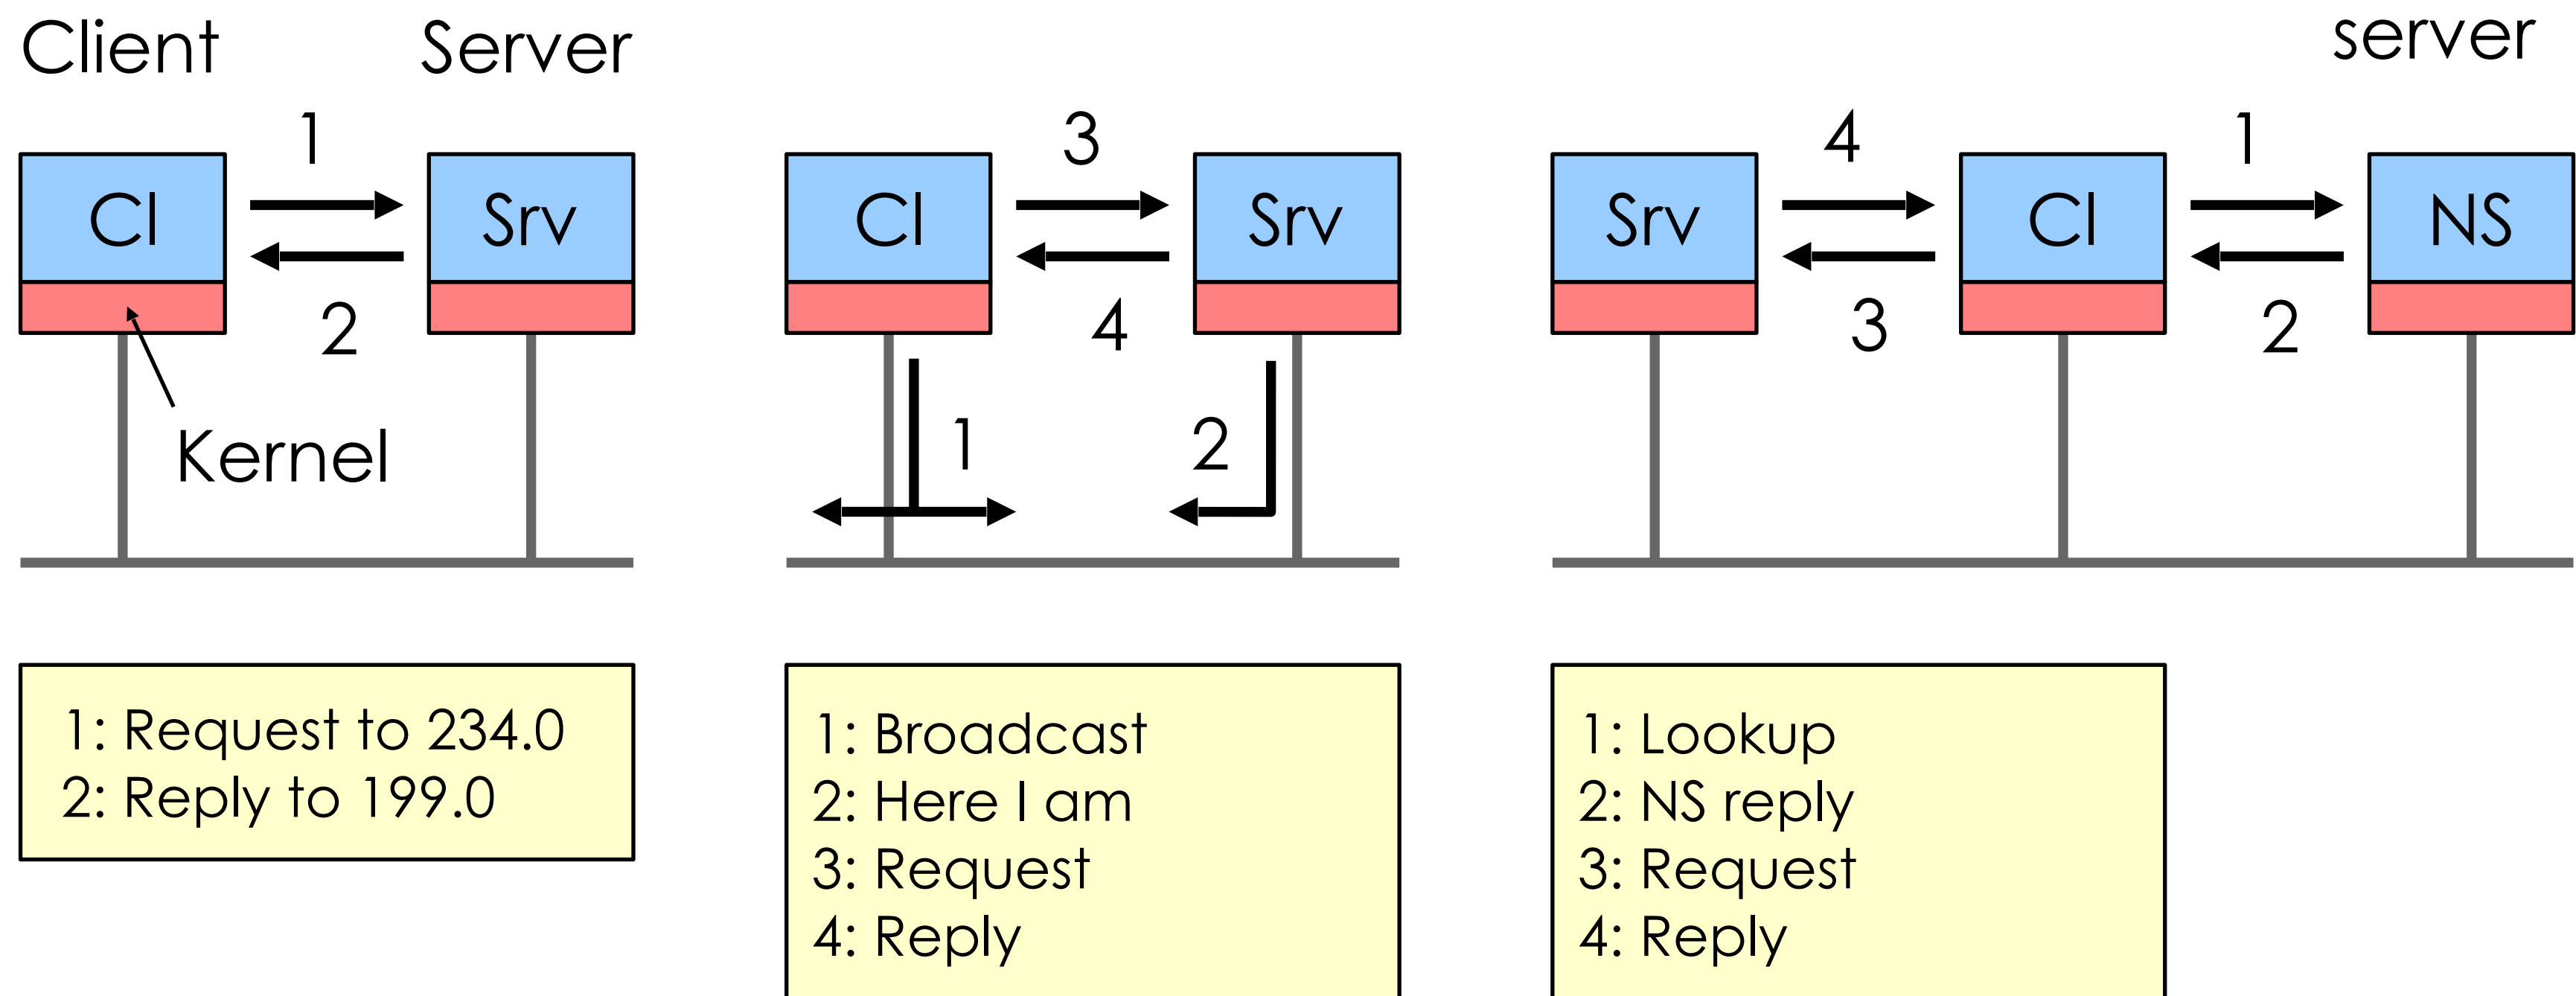 Client
Server
server
1
3
4
1
Cl
Srv
Cl
Srv
Srv
Cl
NS
2
4
3
2
Kernel
1
2
1: Request to 234.0
2: Reply to 199.0
1: Broadcast
2: Here I am
3: Request
4: Reply
1: Lookup
2: NS reply
3: Request
4: Reply